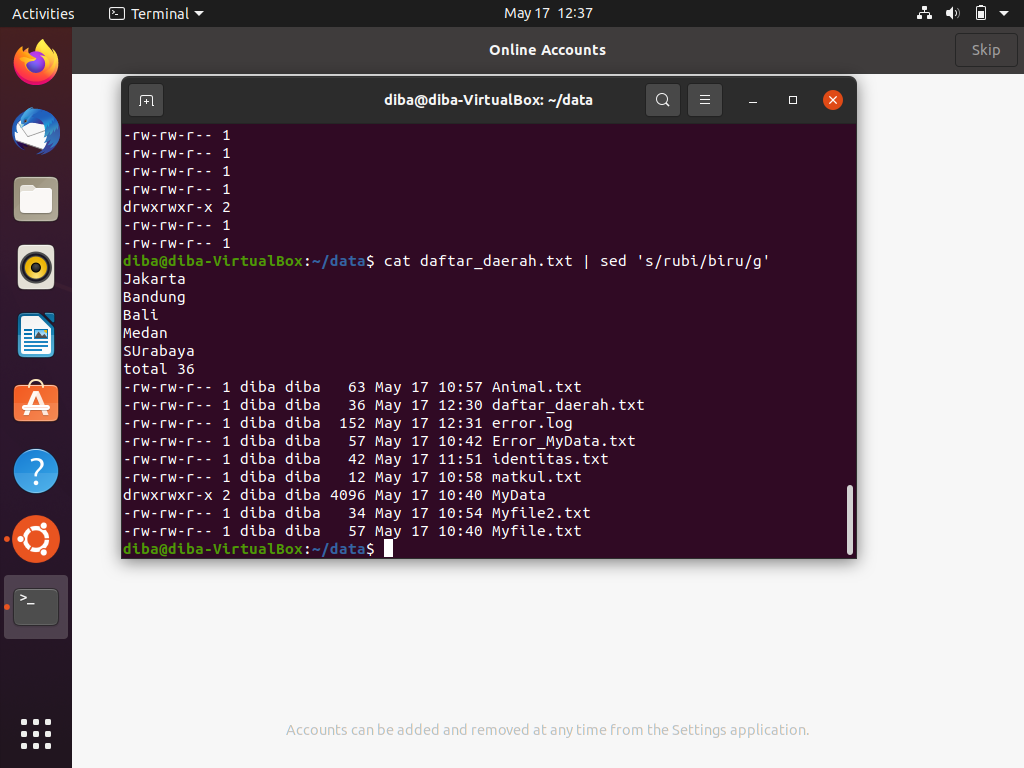 Activities Terminal May 17 12:37
Online Accounts Skip
diba@diba-VirtualBox: ~/data
-rw-rw-r-- 1
-rw-rw-r-- 1
-rw-rw-r-- 1
-rw-rw-r-- 1
drwxrwxr-x 2
-rw-rw-r-- 1
-rw-rw-r-- 1
diba@diba-VirtualBox:~/data$ cat daftar_daerah.txt | sed 's/rubi/biru/g'
Jakarta
Bandung
Bali
Medan
SUrabaya
total 36
-rw-rw-r-- 1 diba diba   63 May 17 10:57 Animal.txt
-rw-rw-r-- 1 diba diba   36 May 17 12:30 daftar_daerah.txt
-rw-rw-r-- 1 diba diba  152 May 17 12:31 error.log
-rw-rw-r-- 1 diba diba   57 May 17 10:42 Error_MyData.txt
-rw-rw-r-- 1 diba diba   42 May 17 11:51 identitas.txt
-rw-rw-r-- 1 diba diba   12 May 17 10:58 matkul.txt
drwxrwxr-x 2 diba diba 4096 May 17 10:40 MyData
-rw-rw-r-- 1 diba diba   34 May 17 10:54 Myfile2.txt
-rw-rw-r-- 1 diba diba   57 May 17 10:40 Myfile.txt
diba@diba-VirtualBox:~/data$
Accounts can be added and removed at any time from the Settings application.